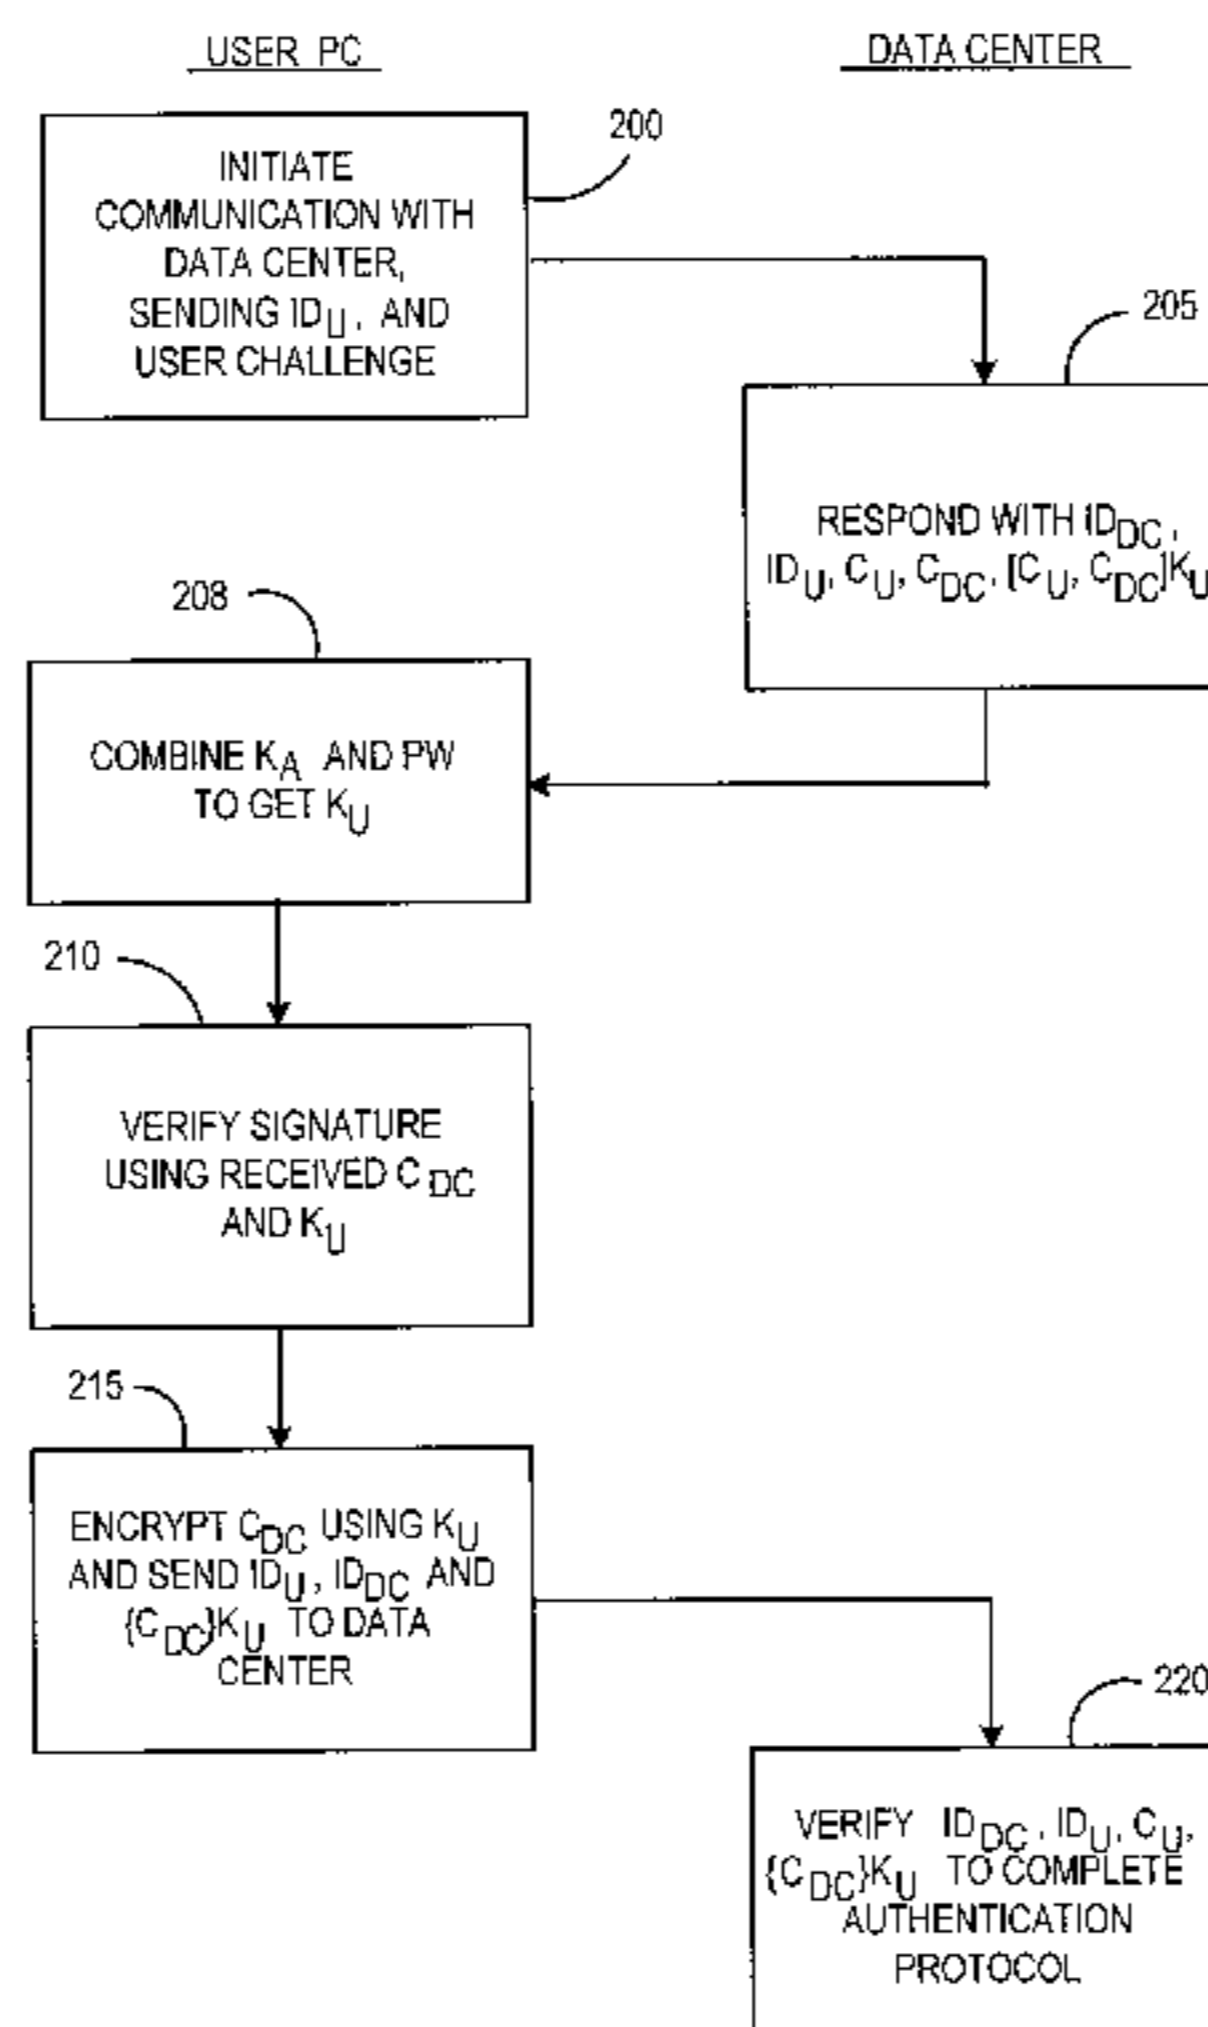 USER PC
DATA CENTER
200
INITIATE
COMMUNICATION WITH
DATA CENTER,
SENDING ID_U, AND
USER CHALLENGE
205
RESPOND WITH ID_DC,
ID_U, C_U, C_DC, [C_U, C_DC]K_U
208
COMBINE K_A AND PW
TO GET K_U
210
VERIFY SIGNATURE
USING RECEIVED C_DC
AND K_U
215
ENCRYPT C_DC USING K_U
AND SEND ID_U, ID_DC AND
{C_DC}K_U TO DATA
CENTER
220
VERIFY ID_DC, ID_U, C_U,
{C_DC}K_U TO COMPLETE
AUTHENTICATION
PROTOCOL